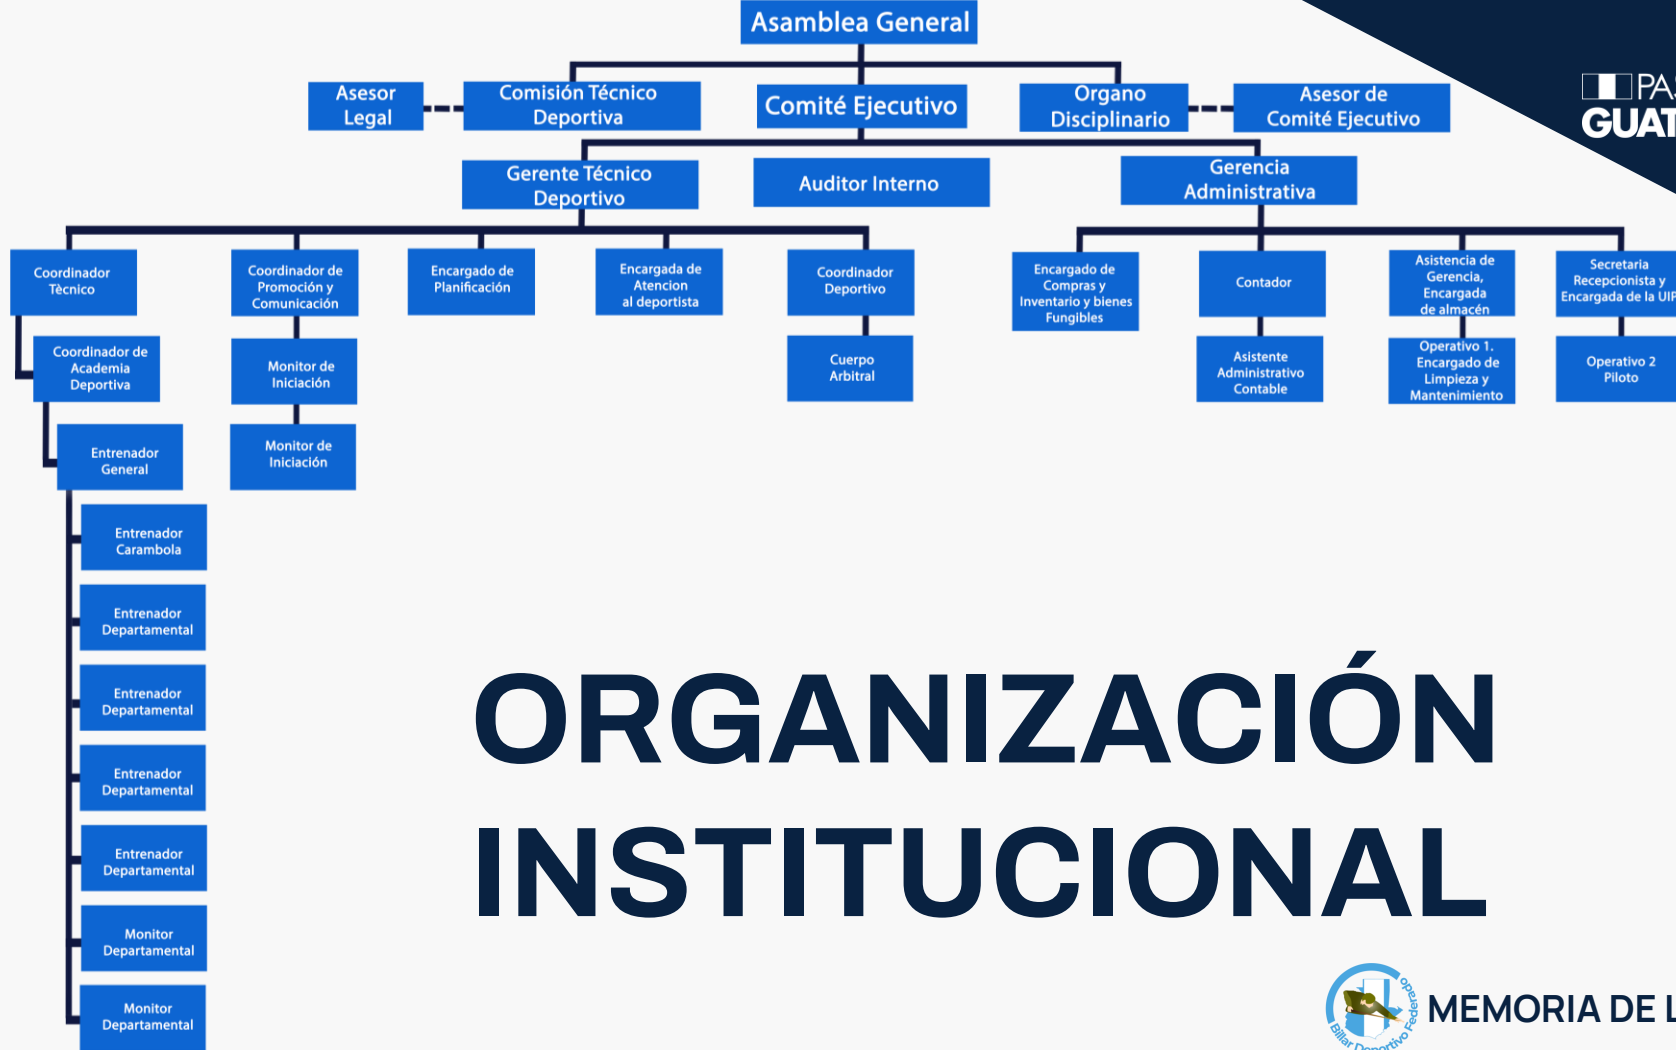 Asamblea General
Asesor
Legal
Comisión Técnico
Deportiva
Comité Ejecutivo
Organo
Disciplinario
Asesor de
Comité Ejecutivo
Gerente Técnico
Deportivo
Auditor Interno
Gerencia
Administrativa
Coordinador
Tècnico
Coordinador de
Promoción y
Comunicación
Encargado de
Planificación
Encargada de
Atencion
al deportista
Coordinador
Deportivo
Encargado de
Compras y
Inventario y bienes
Fungibles
Contador
Asistencia de
Gerencia,
Encargada
de almacén
Secretaria
Recepcionista y
Encargada de la UIP
Coordinador de
Academia
Deportiva
Monitor de
Iniciación
Cuerpo
Arbitral
Asistente
Administrativo
Contable
Operativo 1.
Encargado de
Limpieza y
Mantenimiento
Operativo 2
Piloto
Entrenador
General
Monitor de
Iniciación
Entrenador
Carambola
Entrenador
Departamental
Entrenador
Departamental
Entrenador
Departamental
Entrenador
Departamental
Monitor
Departamental
Monitor
Departamental
ORGANIZACIÓN
INSTITUCIONAL
Billar Deportivo Federado
MEMORIA DE L
PAS
GUAT